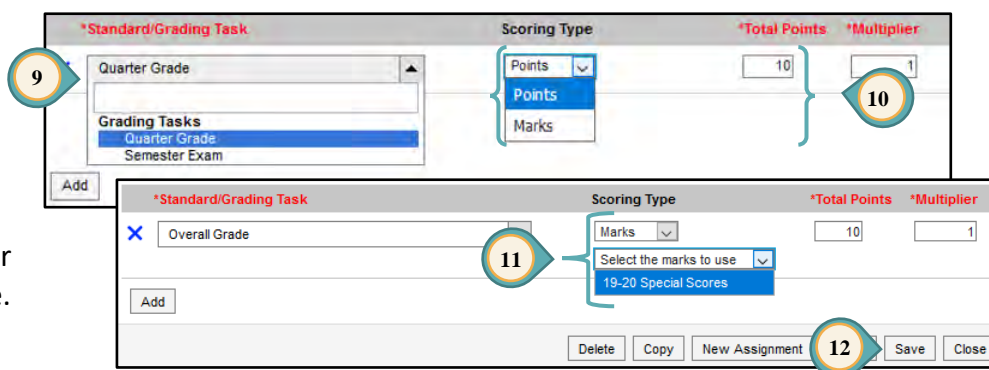 *Standard/Grading Task Scoring Type *Total Points *Multiplier
9 Quarter Grade Points 10 1
Points 10
Grading Tasks Marks
Quarter Grade
Semester Exam
Add
*Standard/Grading Task Scoring Type *Total Points *Multiplier
Overall Grade Marks 10 1
11 Select the marks to use
19-20 Special Scores
r
e.
Add
Delete Copy New Assignment 12 Save Close